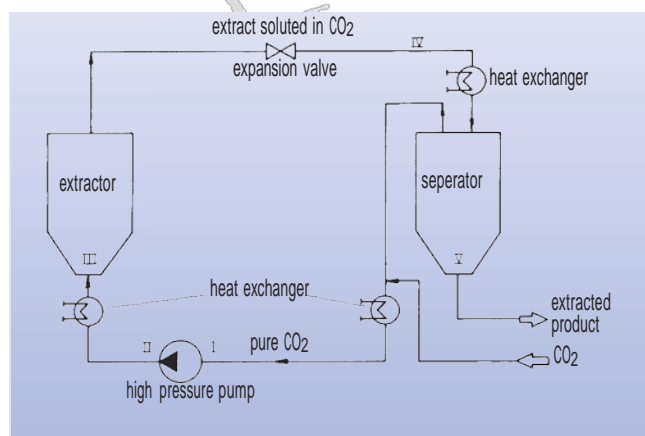 extract soluted in CO2
expansion valve
IV
heat exchanger
extractor
seperator
III
V
heat exchanger
extracted
product
II
I
pure CO2
CO2
high pressure pump